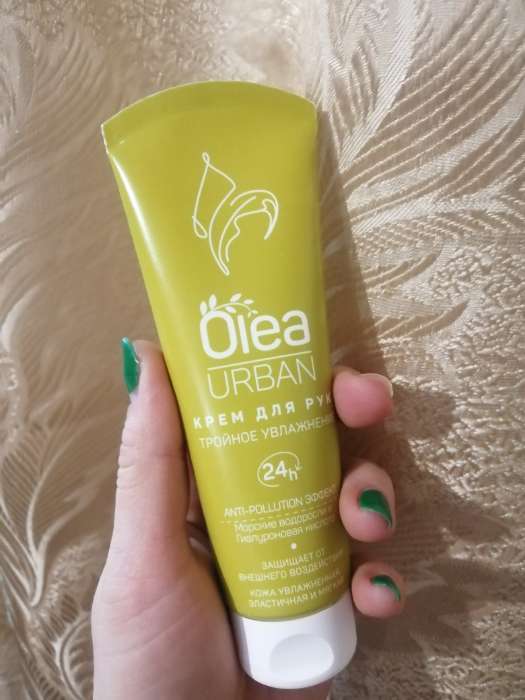 Olea
URBAN
КРЕМ ДЛЯ РУК
ТРОЙНОЕ УВЛАЖНЕНИЕ
24h
ANTI-POLLUTION ЭФФЕКТ
Морские водоросли и
Гиалуроновая кислота
ЗАЩИЩАЕТ ОТ
ВНЕШНЕГО ВОЗДЕЙСТВИЯ
КОЖА УВЛАЖНЕННАЯ,
ЭЛАСТИЧНАЯ И МЯГКАЯ